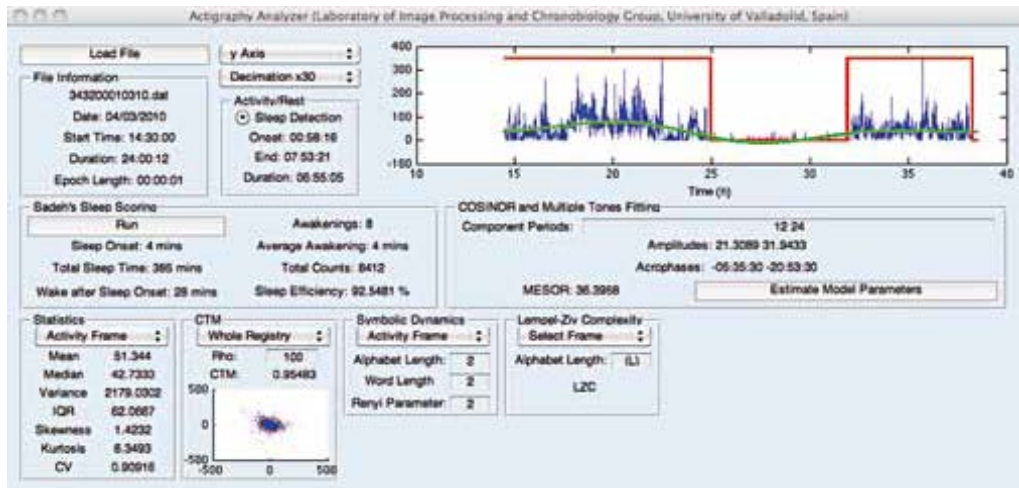 Actigraphy Analyzer (Laboratory of Image Processing and Chronobiology Group, University of Valladolid, Spain)
Load File
y Axis
Decimation x30
File Information
343200010310.dat
Date: 04/03/2010
Start Time: 14:30:00
Duration: 24:00:12
Epoch Length: 00:00:01
Activity/Rest
Sleep Detection
Onset: 00:58:16
End: 07:53:21
Duration: 06:55:05
400
300
200
100
0
-100
10 15 20 25 30 35 40
Time (h)
Sadeh's Sleep Scoring
Run
Awakenings: 8
Sleep Onset: 4 mins
Average Awakening: 4 mins
Total Sleep Time: 365 mins
Total Counts: 8412
Wake after Sleep Onset: 28 mins
Sleep Efficiency: 92.5481 %
COSINOR and Multiple Tones Fitting
Component Periods: 12 24
Amplitudes: 21.3089 31.9433
Acrophases: -05:35:30 -20:53:30
MESOR: 36.3958
Estimate Model Parameters
Statistics
Activity Frame
Mean 51.344
Median 42.7333
Variance 2179.0302
IQR 62.0667
Skewness 1.4232
Kurtosis 6.3493
CV 0.90916
CTM
Whole Registry
Rho: 100
CTM: 0.95483
500
0
-500
-500 0 500
Symbolic Dynamics
Activity Frame
Alphabet Length: 2
Word Length 2
Renyi Parameter: 2
Lempel-Ziv Complexity
Select Frame
Alphabet Length: (L)
LZC